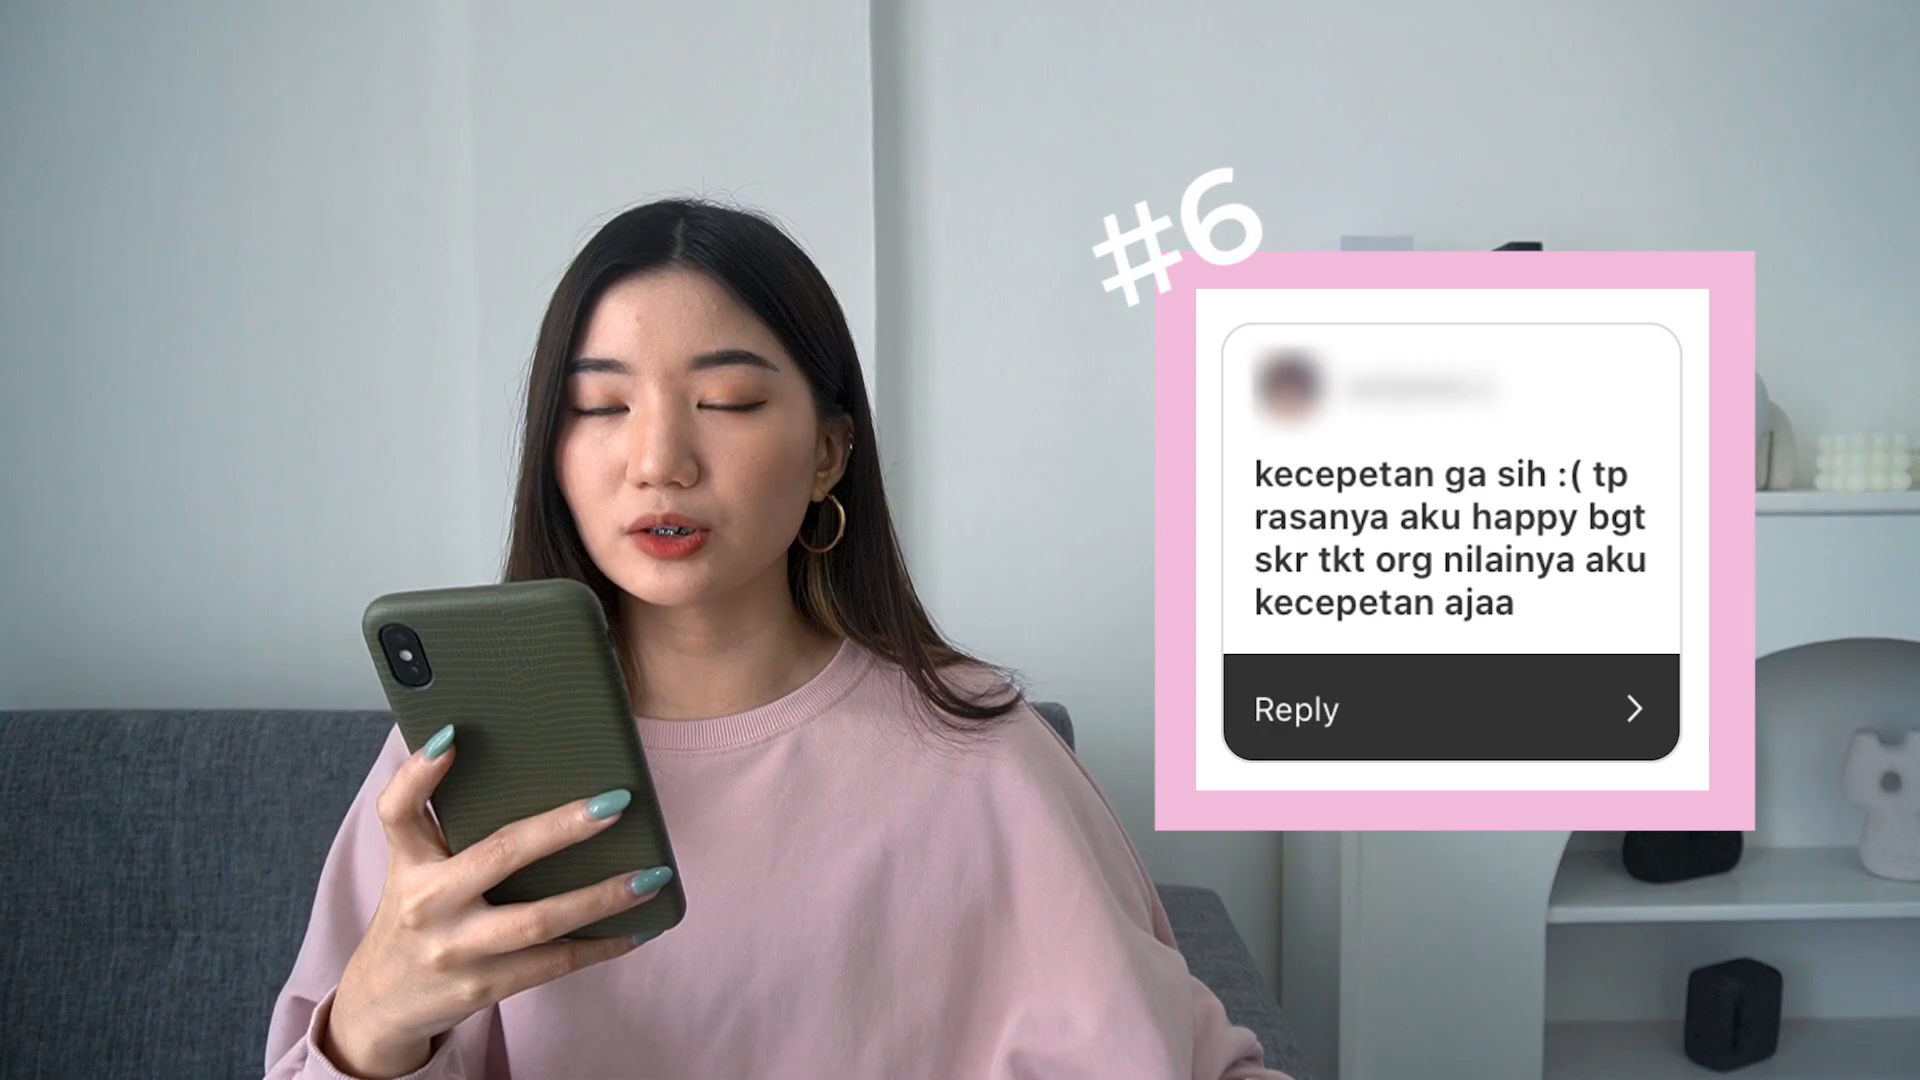 #6
kecepetan ga sih :( tp
rasanya aku happy bgt
skr tkt org nilainya aku
kecepetan ajaa
Reply